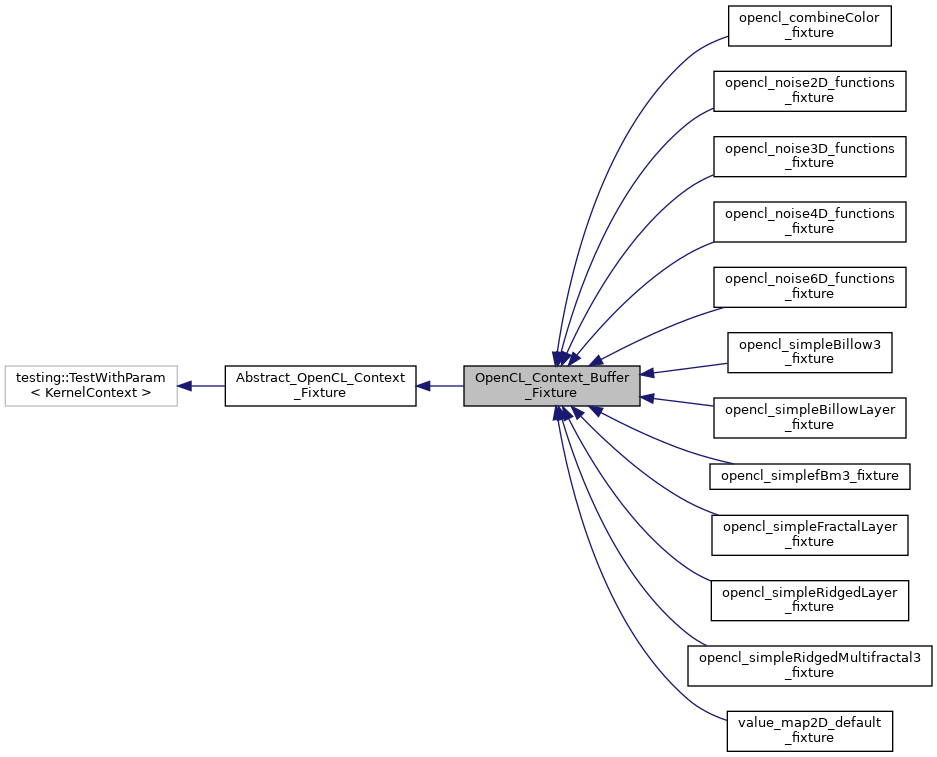 opencl_combineColor
_fixture
opencl_noise2D_functions
_fixture
opencl_noise3D_functions
_fixture
opencl_noise4D_functions
_fixture
opencl_noise6D_functions
_fixture
opencl_simpleBillow3
_fixture
testing::TestWithParam
< KernelContext >
Abstract_OpenCL_Context
_Fixture
OpenCL_Context_Buffer
_Fixture
opencl_simpleBillowLayer
_fixture
opencl_simplefBm3_fixture
opencl_simpleFractalLayer
_fixture
opencl_simpleRidgedLayer
_fixture
opencl_simpleRidgedMultifractal3
_fixture
value_map2D_default
_fixture